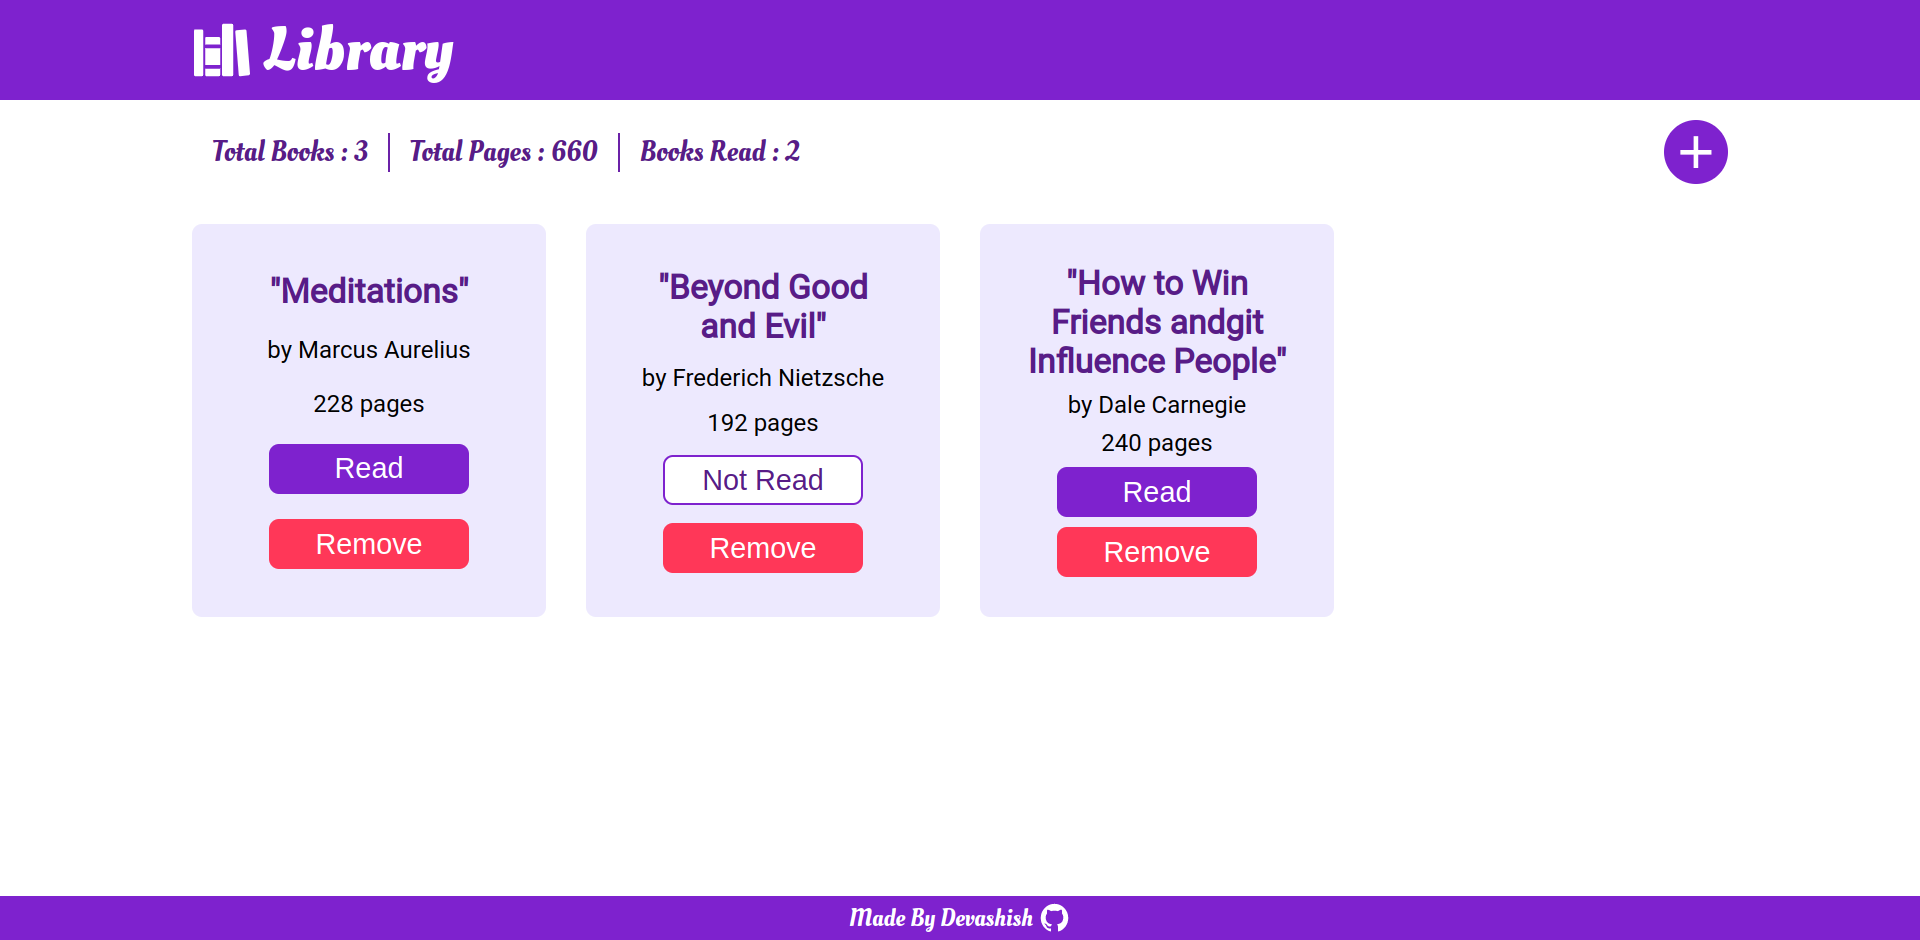 Library
Total Books : 3
Total Pages : 660
Books Read : 2
"Meditations"
by Marcus Aurelius
228 pages
Read
Remove
"Beyond Good
and Evil"
by Frederich Nietzsche
192 pages
Not Read
Remove
"How to Win
Friends andgit
Influence People"
by Dale Carnegie
240 pages
Read
Remove
Made By Devashish